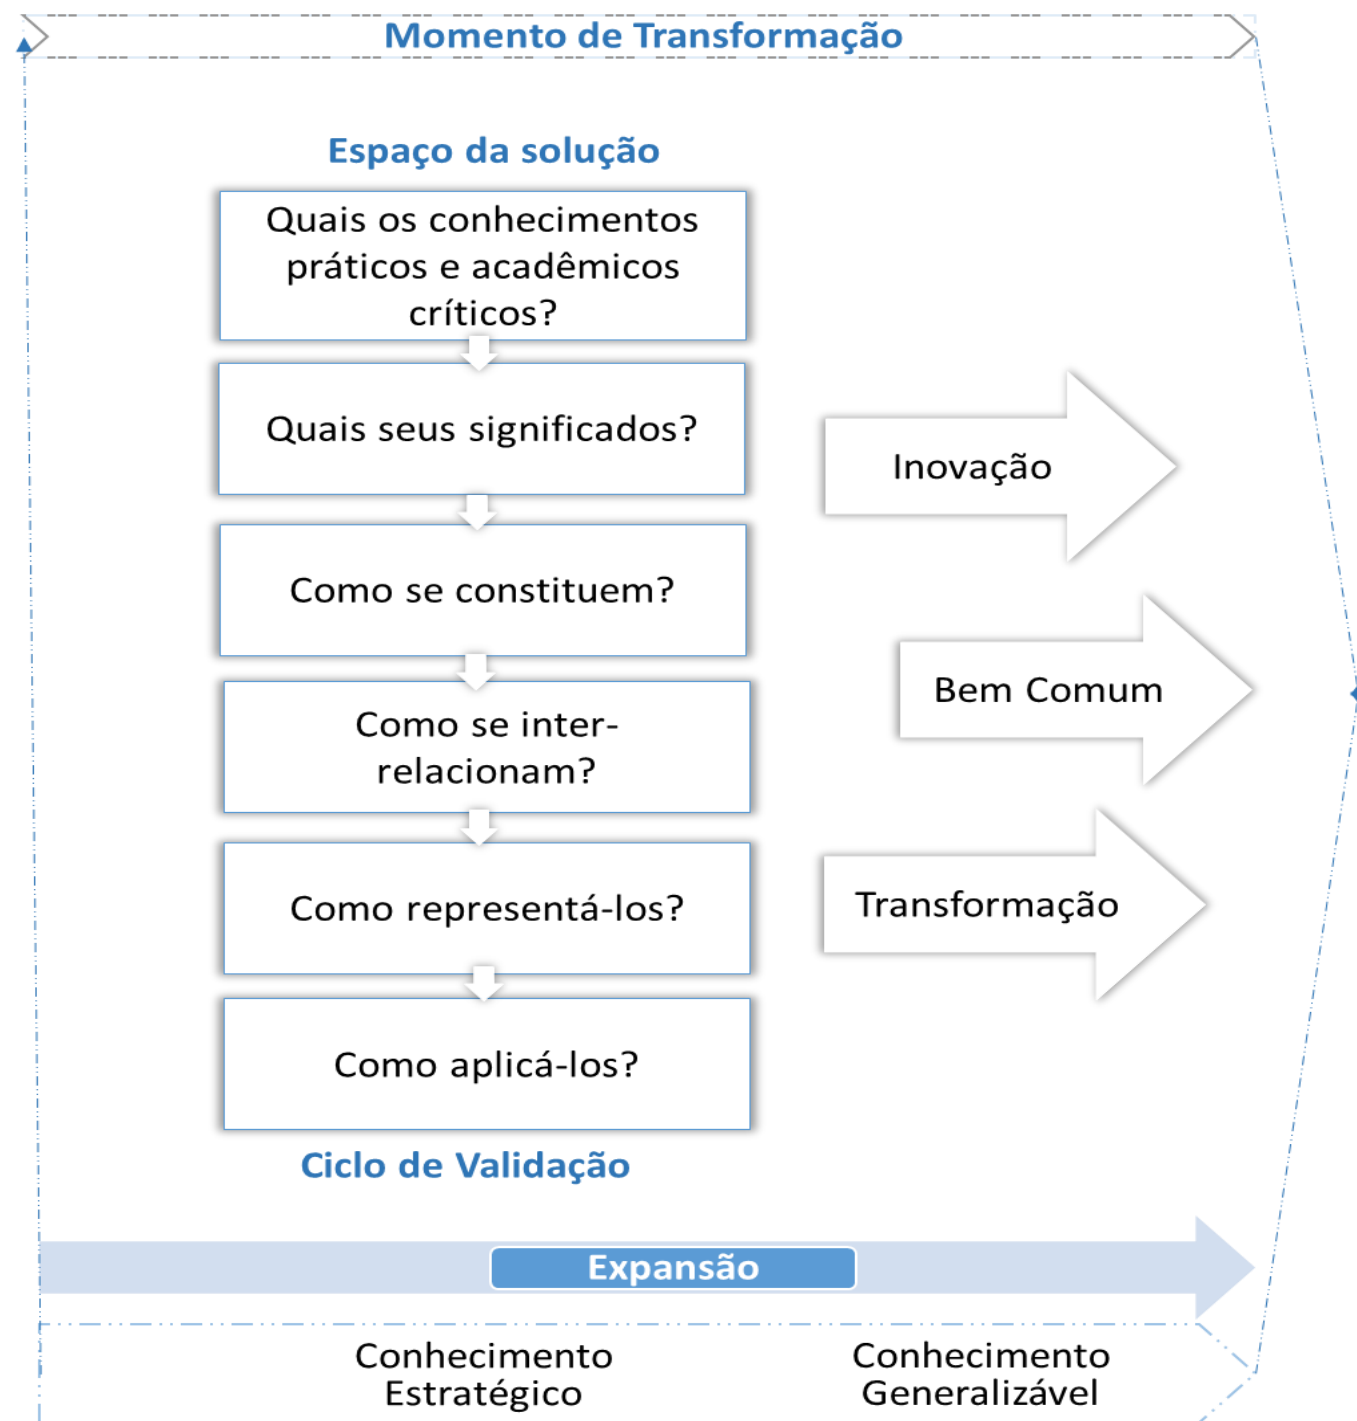 Momento de Transformação
Espaço da solução
Quais os conhecimentos
práticos e acadêmicos
críticos?
Quais seus significados?
Como se constituem?
Como se inter-
relacionam?
Como representá-los?
Como aplicá-los?
Ciclo de Validação
Inovação
Bem Comum
Transformação
Expansão
Conhecimento
Estratégico
Conhecimento
Generalizável